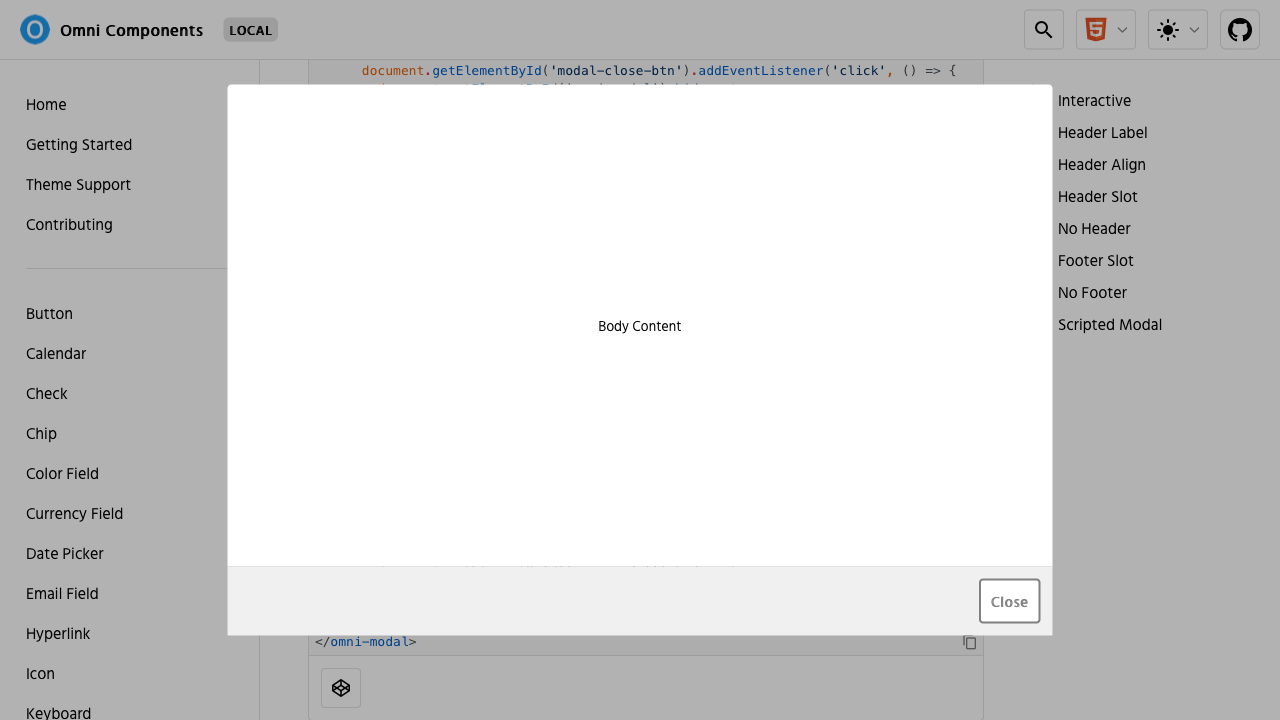 Omni Components
LOCAL
document.getElementById('modal-close-btn').addEventListener('click', () => {
Home
Getting Started
Theme Support
Contributing
Button
Calendar
Check
Chip
Color Field
Currency Field
Date Picker
Email Field
Hyperlink
Icon
Keyboard
Body Content
Close
</omni-modal>
Interactive
Header Label
Header Align
Header Slot
No Header
Footer Slot
No Footer
Scripted Modal